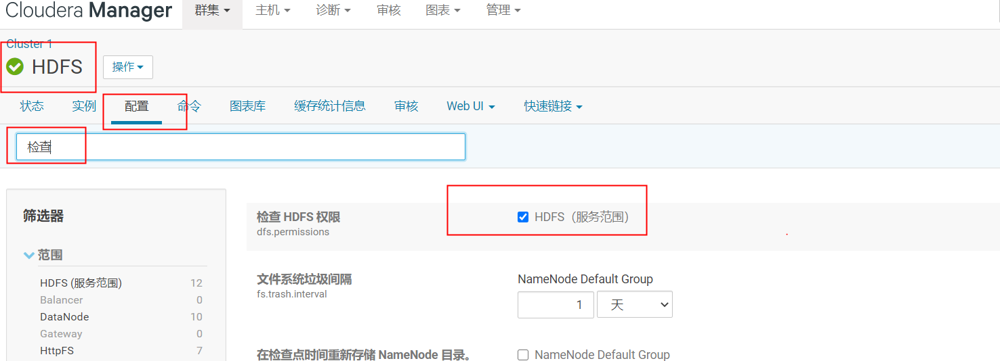 Cloudera Manager 群集 主机 诊断 审核 图表 管理
Cluster 1
HDFS 操作
状态 实例 配置 命令 图表库 缓存统计信息 审核 Web UI 快速链接
检查
筛选器
范围
HDFS (服务范围) 12
Balancer 0
DataNode 10
Gateway 0
HttpFS 7
检查 HDFS 权限 HDFS（服务范围）
dfs.permissions
文件系统垃圾间隔 NameNode Default Group
fs.trash.interval
1 天
在检查点时间重新存储 NameNode 目录。 NameNode Default Group